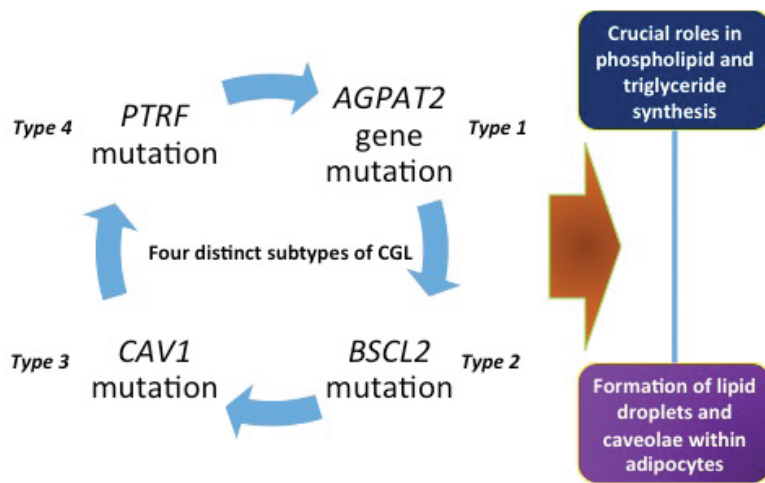 Type 4
PTRF
mutation
AGPAT2
gene
mutation
Type 1
Four distinct subtypes of CGL
Type 3
CAV1
mutation
BSCL2
mutation
Type 2
Crucial roles in
phospholipid and
triglyceride
synthesis
Formation of lipid
droplets and
caveolae within
adipocytes